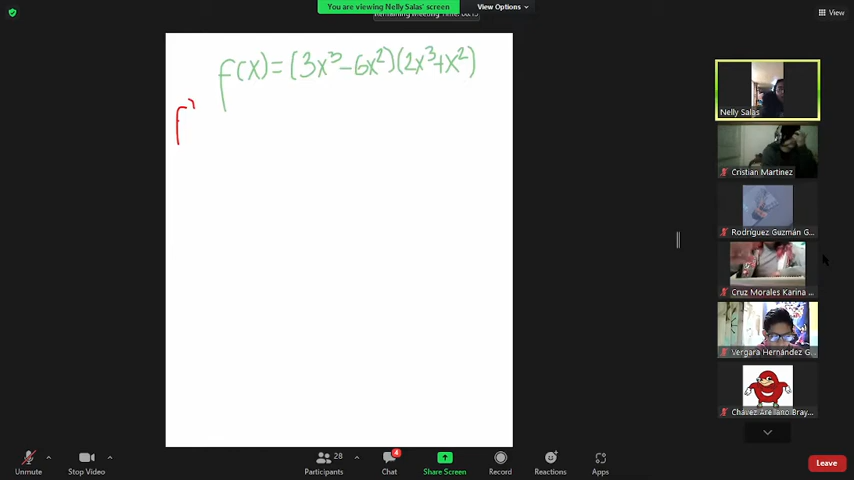 You are viewing Nelly Salas' screen
View Options
View
f(x)=(3x³-6x²)(2x³+x²)
f'
Nelly Salas
Cristian Martinez
Rodríguez Guzmán G...
Cruz Morales Karina ...
Vergara Hernández G...
Chávez Arellano Bray...
Unmute
Stop Video
28
Participants
4
Chat
Share Screen
Record
Reactions
Apps
Leave